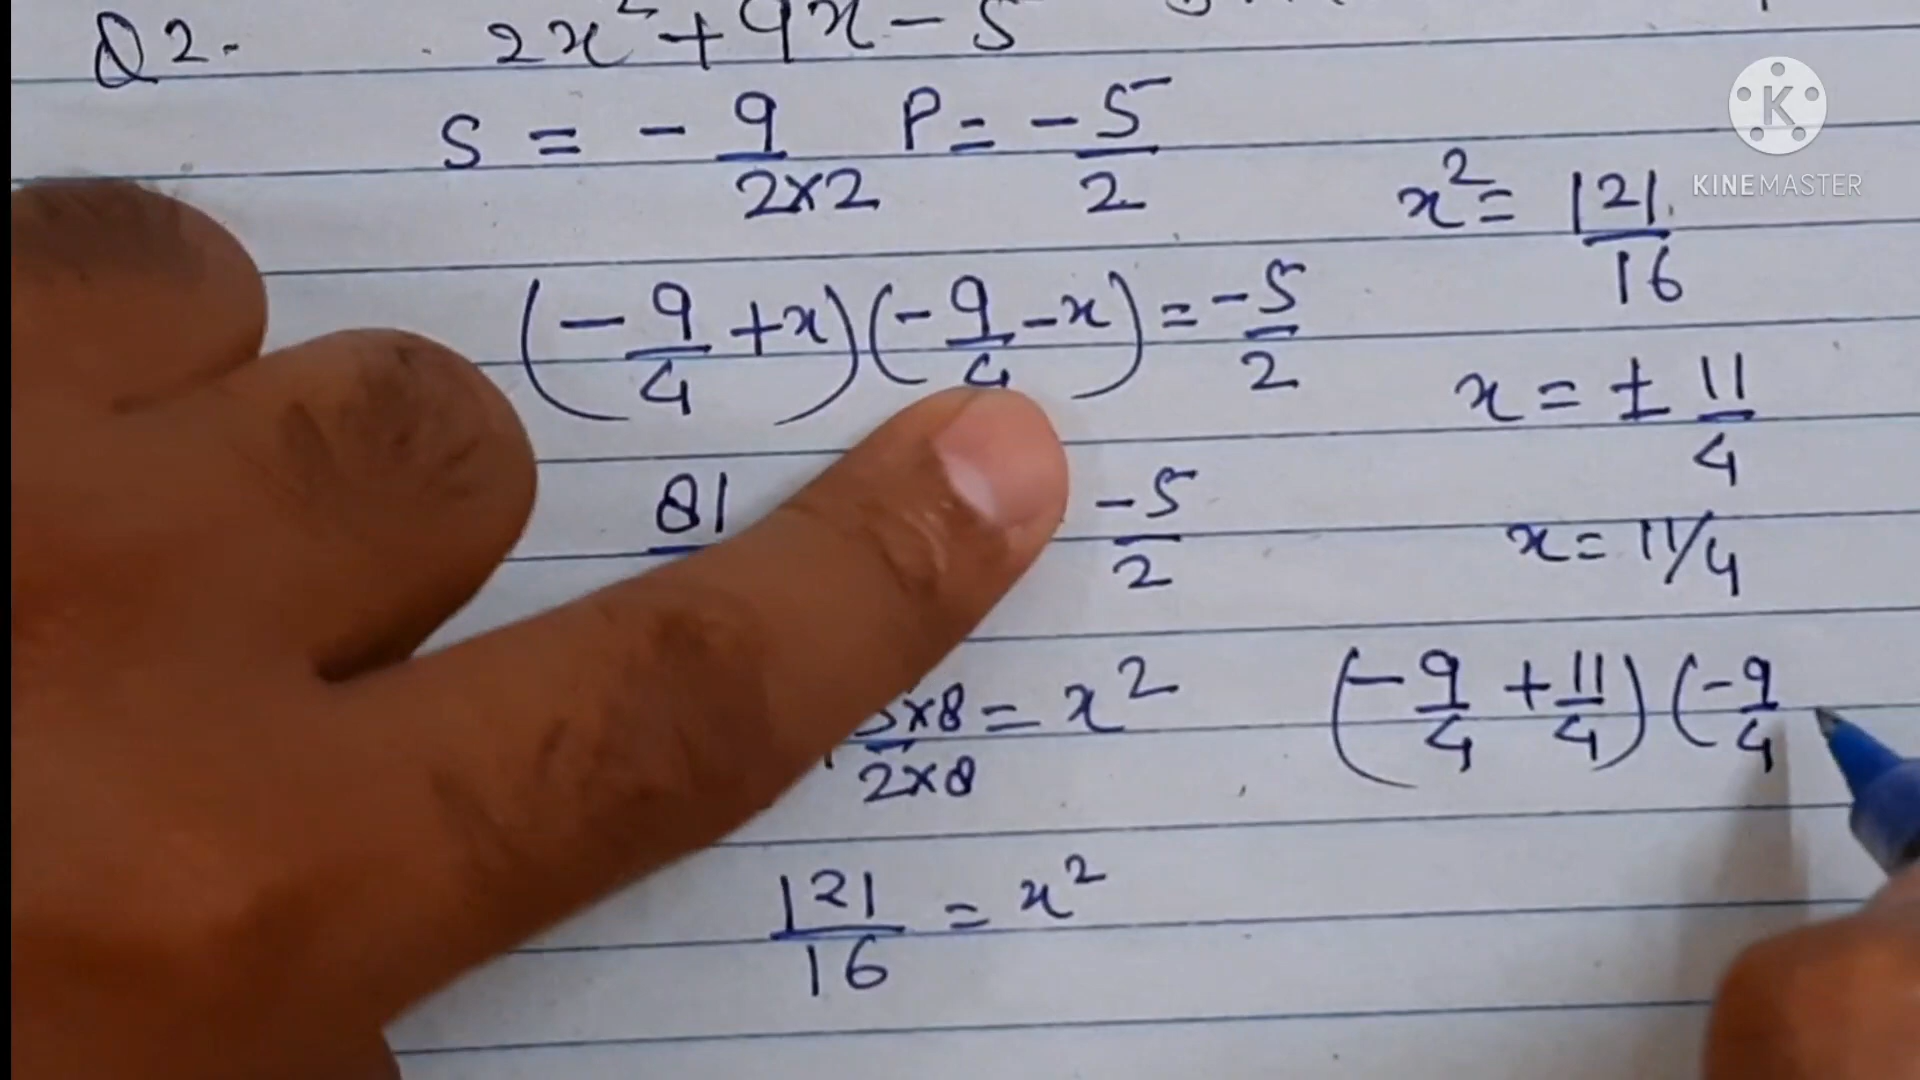 Q2. 2x²+9x-5
S = -9/2×2 P = -5/2
(-9/4+x)(-9/4-x) = -5/2
81 -5/2
5×8/2×8 = x²
121/16 = x²
x² = 121/16
x = ± 11/4
x = 11/4
(-9/4 + 11/4)(-9/4
KINEMASTER